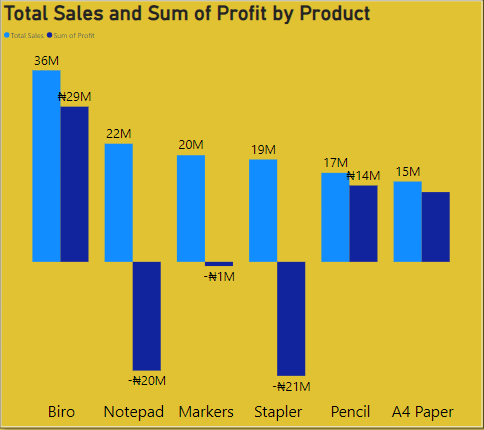 Total Sales and Sum of Profit by Product
Total Sales Sum of Profit
36M
₦29M
22M
20M
19M
17M
₦14M
15M
-₦1M
-₦20M
-₦21M
Biro Notepad Markers Stapler Pencil A4 Paper